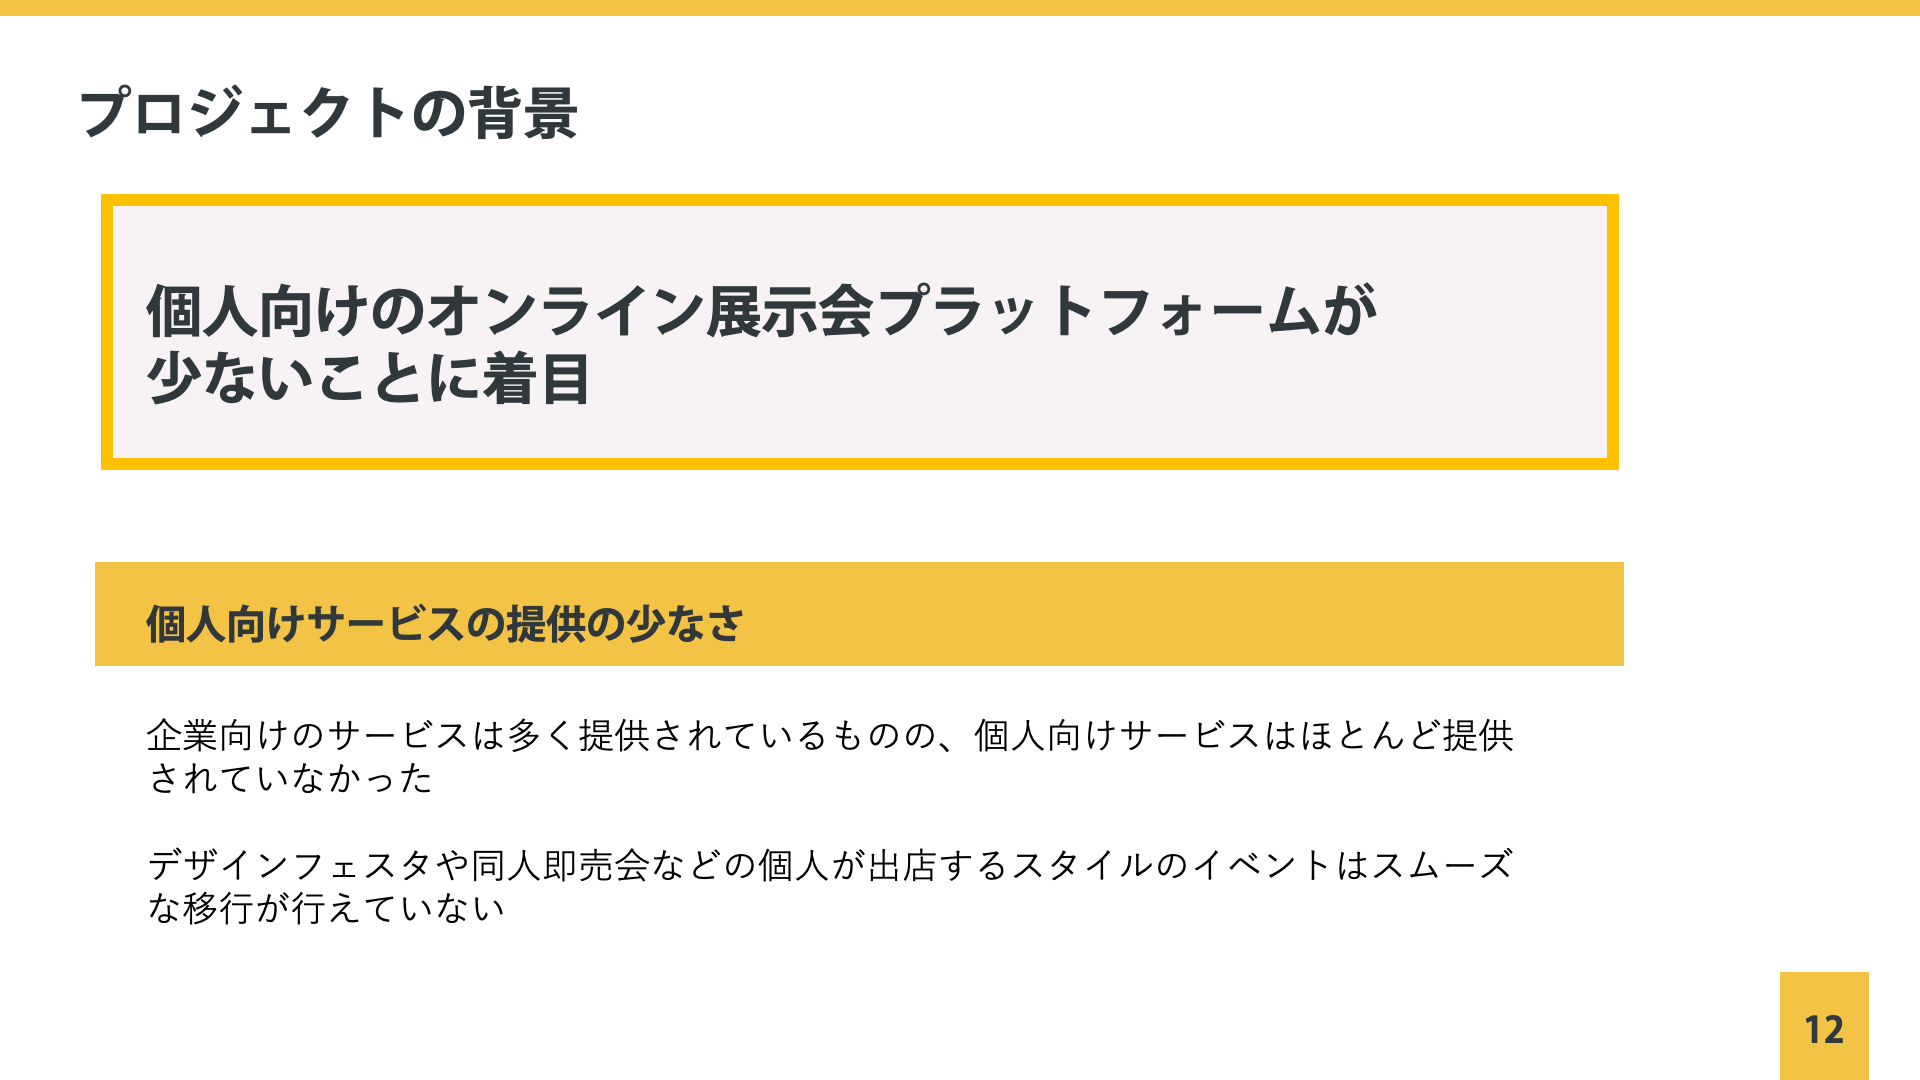 プロジェクトの背景
個人向けのオンライン展示会プラットフォームが
少ないことに着目
個人向けサービスの提供の少なさ
企業向けのサービスは多く提供されているものの、個人向けサービスはほとんど提供
されていなかった
デザインフェスタや同人即売会などの個人が出店するスタイルのイベントはスムーズ
な移行が行えていない
12